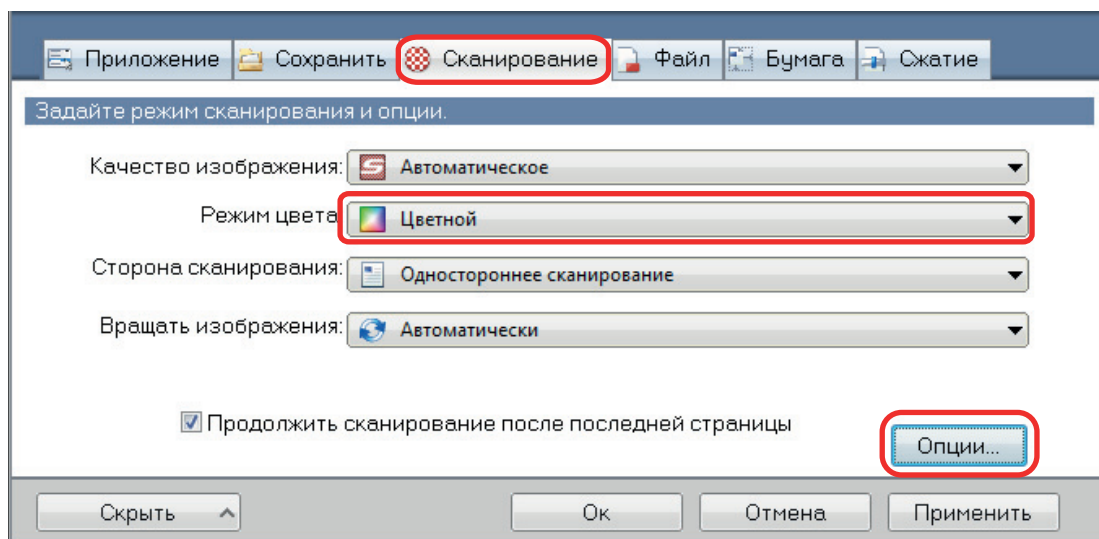 Приложение Сохранить Сканирование Файл Бумага Сжатие
Задайте режим сканирования и опции.
Качество изображения: Автоматическое
Режим цвета Цветной
Сторона сканирования: Одностороннее сканирование
Вращать изображения: Автоматически
Продолжить сканирование после последней страницы
Опции...
Скрыть Ок Отмена Применить